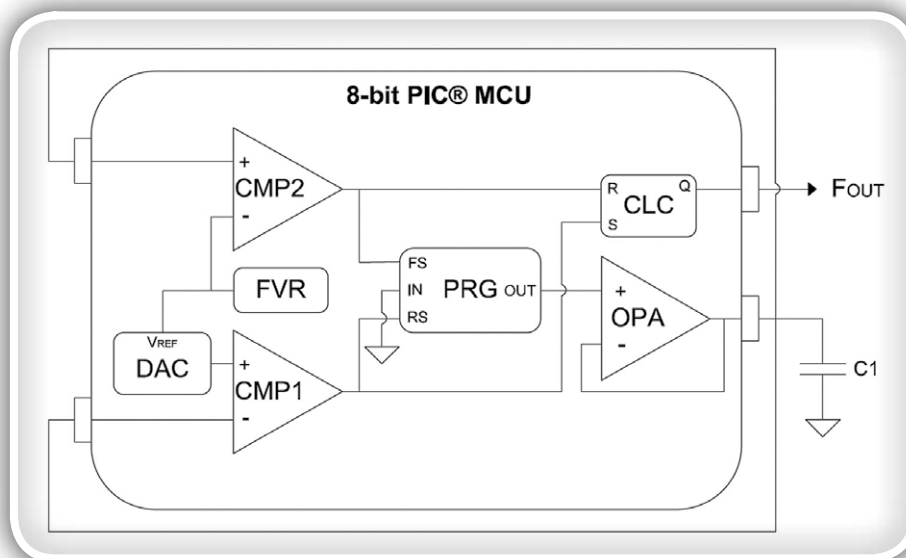 8-bit PIC® MCU
+
CMP2
-
R
Q
CLC
S
FOUT
FS
IN
PRG
OUT
RS
FVR
+
OPA
-
VREF
DAC
+
CMP1
-
C1